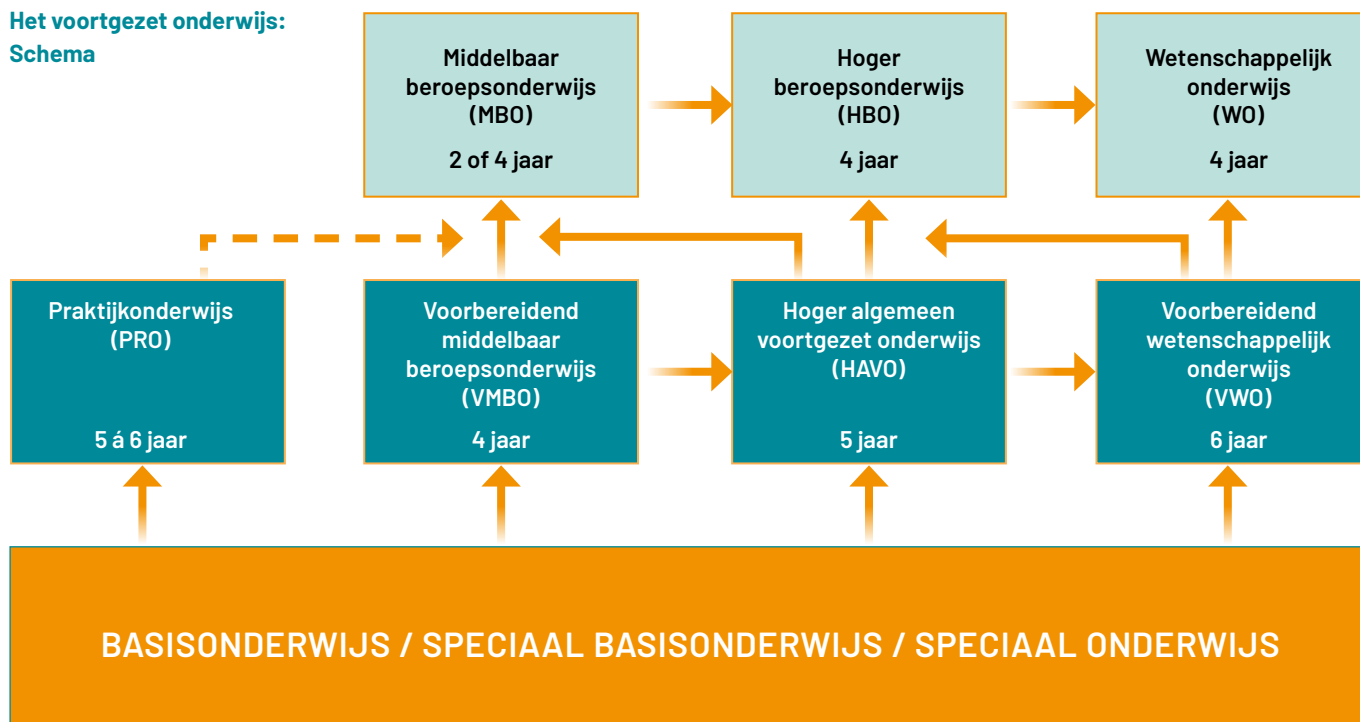 Het voortgezet onderwijs:
Schema
Middelbaar
beroepsonderwijs
(MBO)
2 of 4 jaar
Hoger
beroepsonderwijs
(HBO)
4 jaar
Wetenschappelijk
onderwijs
(WO)
4 jaar
Praktijkonderwijs
(PRO)
5 á 6 jaar
Voorbereidend
middelbaar
beroepsonderwijs
(VMBO)
4 jaar
Hoger algemeen
voortgezet onderwijs
(HAVO)
5 jaar
Voorbereidend
wetenschappelijk
onderwijs
(VWO)
6 jaar
BASISONDERWIJS / SPECIAAL BASISONDERWIJS / SPECIAAL ONDERWIJS